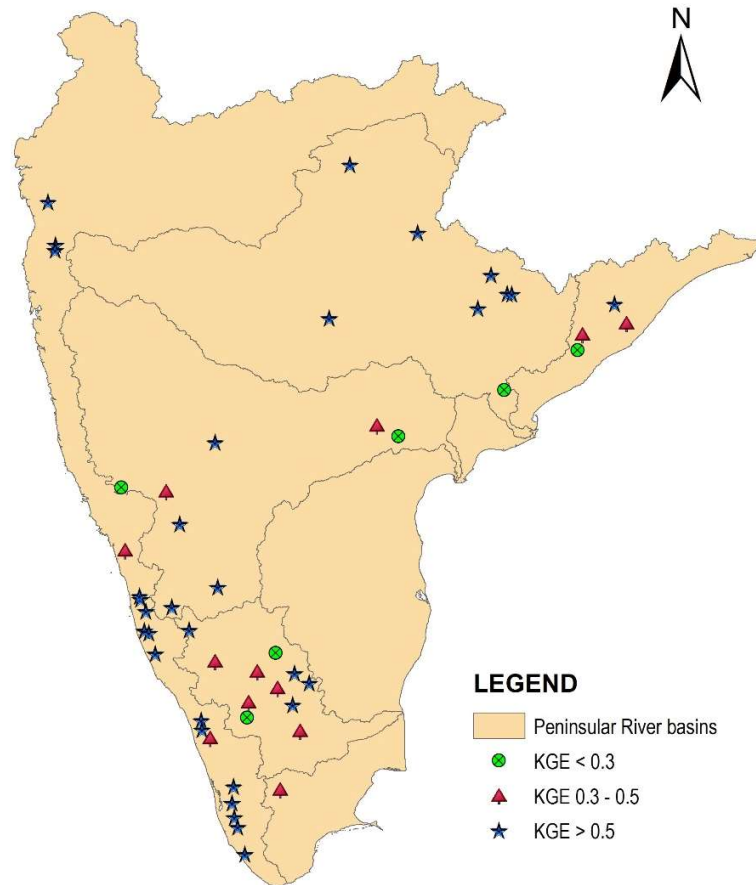 N
LEGEND
Peninsular River basins
KGE < 0.3
KGE 0.3 - 0.5
KGE > 0.5